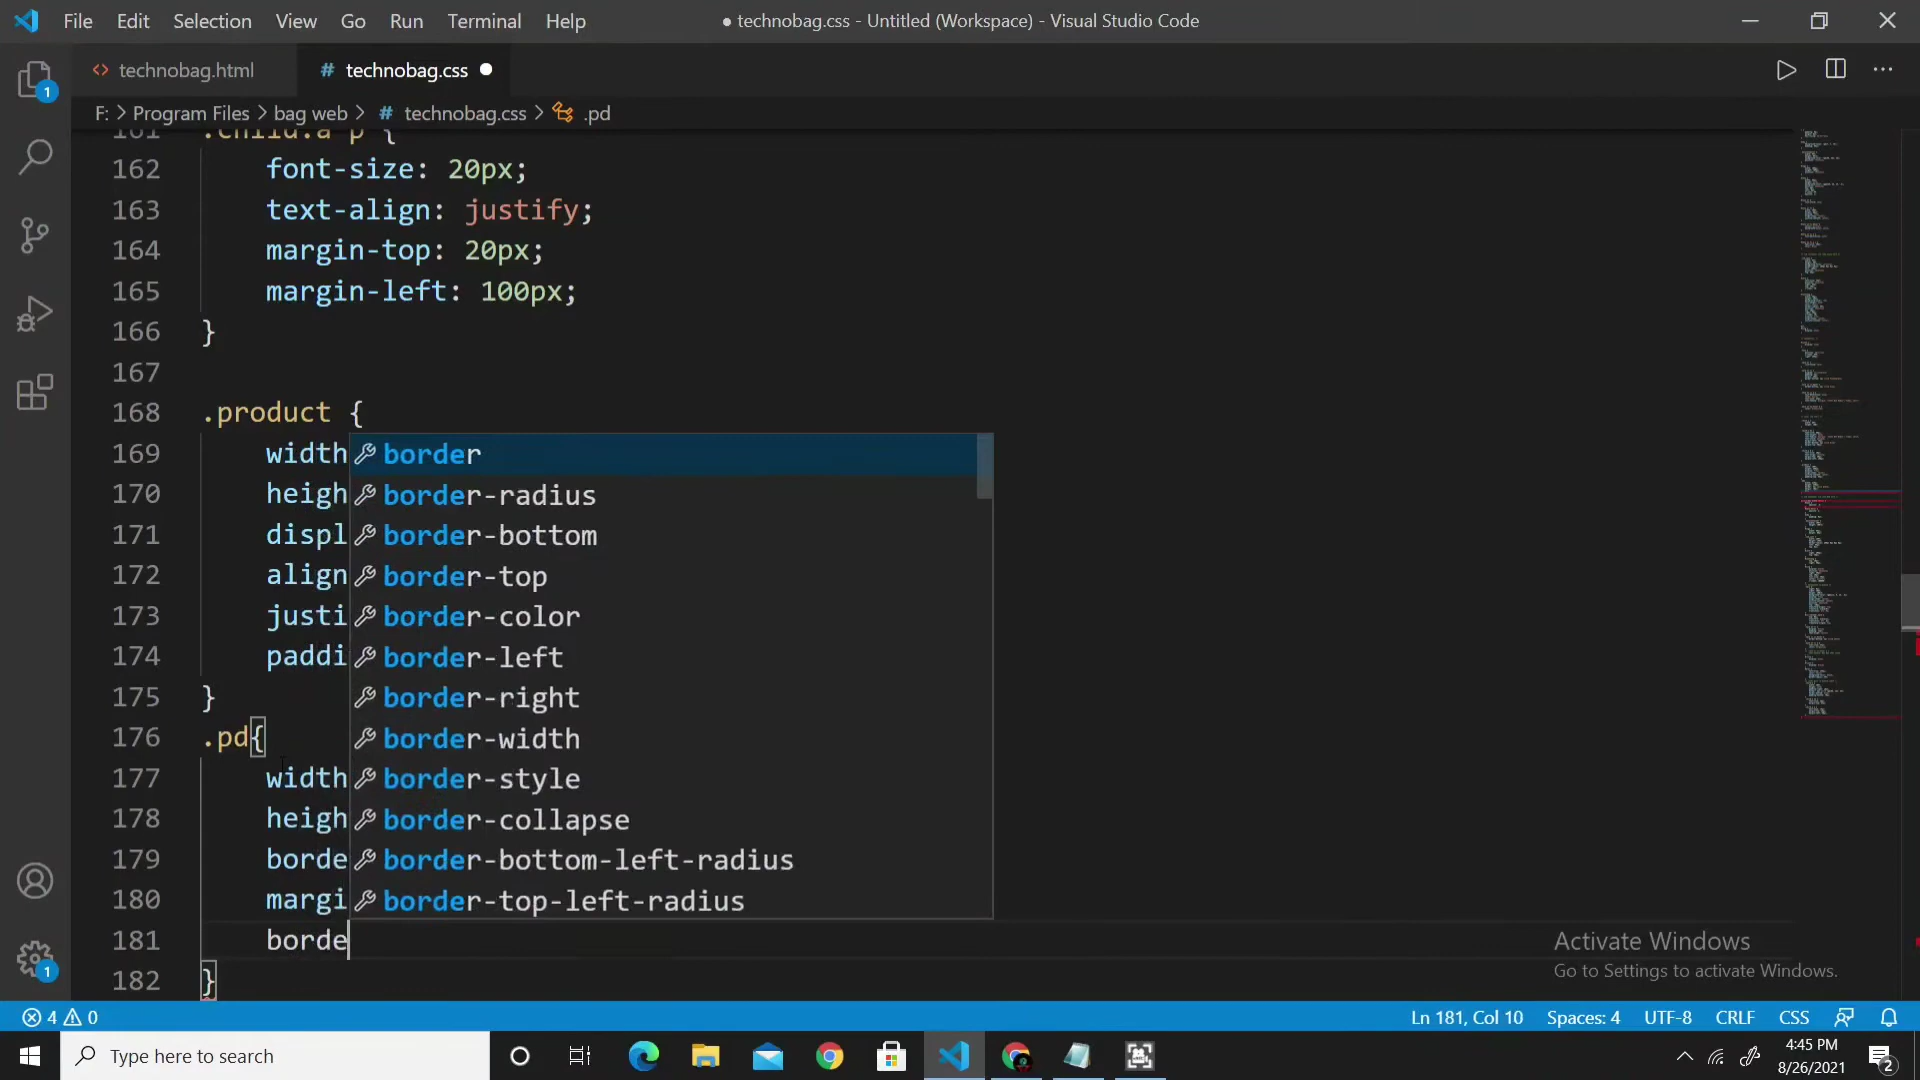 File Edit Selection View Go Run Terminal Help
● technobag.css - Untitled (Workspace) - Visual Studio Code
<> technobag.html # technobag.css ●
F: > Program Files > bag web > # technobag.css > .pd
161 .child.a p {
162 font-size: 20px;
163 text-align: justify;
164 margin-top: 20px;
165 margin-left: 100px;
166 }
167
168 .product {
169 width
170 heigh
171 displ
172 align
173 justi
174 paddi
175 }
176 .pd{
177 width
178 heigh
179 borde
180 margi
181 borde
182 }
border
border-radius
border-bottom
border-top
border-color
border-left
border-right
border-width
border-style
border-collapse
border-bottom-left-radius
border-top-left-radius
1
1
Activate Windows
Go to Settings to activate Windows.
4 0 Ln 181, Col 10 Spaces: 4 UTF-8 CRLF CSS
Type here to search
4:45 PM
8/26/2021
2